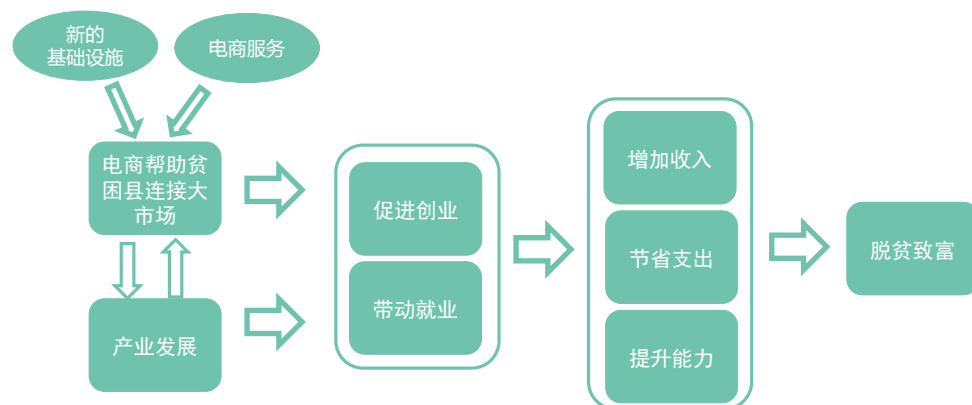 新的
基础设施
电商服务
电商帮助贫
困县连接大
市场
产业发展
促进创业
带动就业
增加收入
节省支出
提升能力
脱贫致富